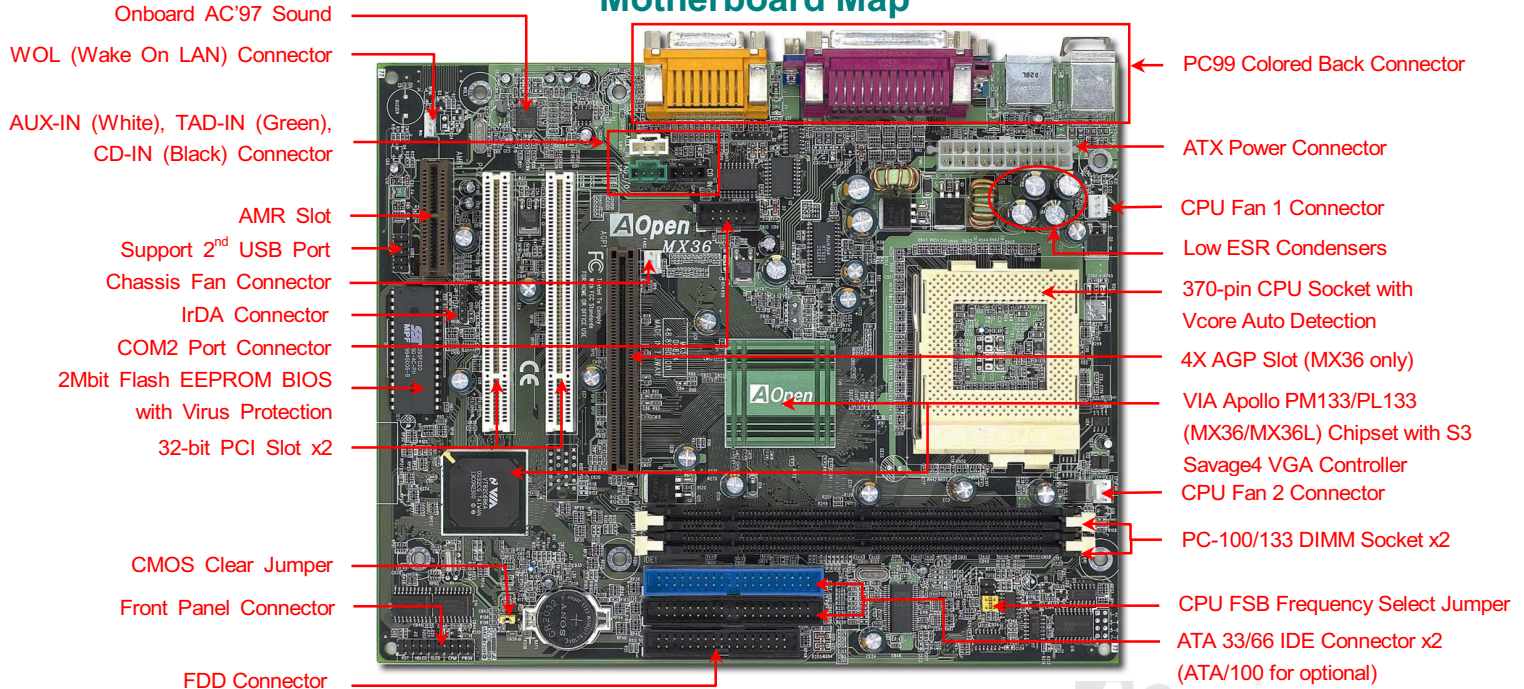 Motherboard Map
Onboard AC'97 Sound
WOL (Wake On LAN) Connector
AUX-IN (White), TAD-IN (Green),
CD-IN (Black) Connector
AMR Slot
Support 2nd USB Port
Chassis Fan Connector
IrDA Connector
COM2 Port Connector
2Mbit Flash EEPROM BIOS
with Virus Protection
32-bit PCI Slot x2
CMOS Clear Jumper
Front Panel Connector
FDD Connector
PC99 Colored Back Connector
ATX Power Connector
CPU Fan 1 Connector
Low ESR Condensers
370-pin CPU Socket with
Vcore Auto Detection
4X AGP Slot (MX36 only)
VIA Apollo PM133/PL133
(MX36/MX36L) Chipset with S3
Savage4 VGA Controller
CPU Fan 2 Connector
PC-100/133 DIMM Socket x2
CPU FSB Frequency Select Jumper
ATA 33/66 IDE Connector x2
(ATA/100 for optional)
AOpen
MX36
AOpen
FC
CE
VIA
IrDA
IDE1
CR2032
SONY